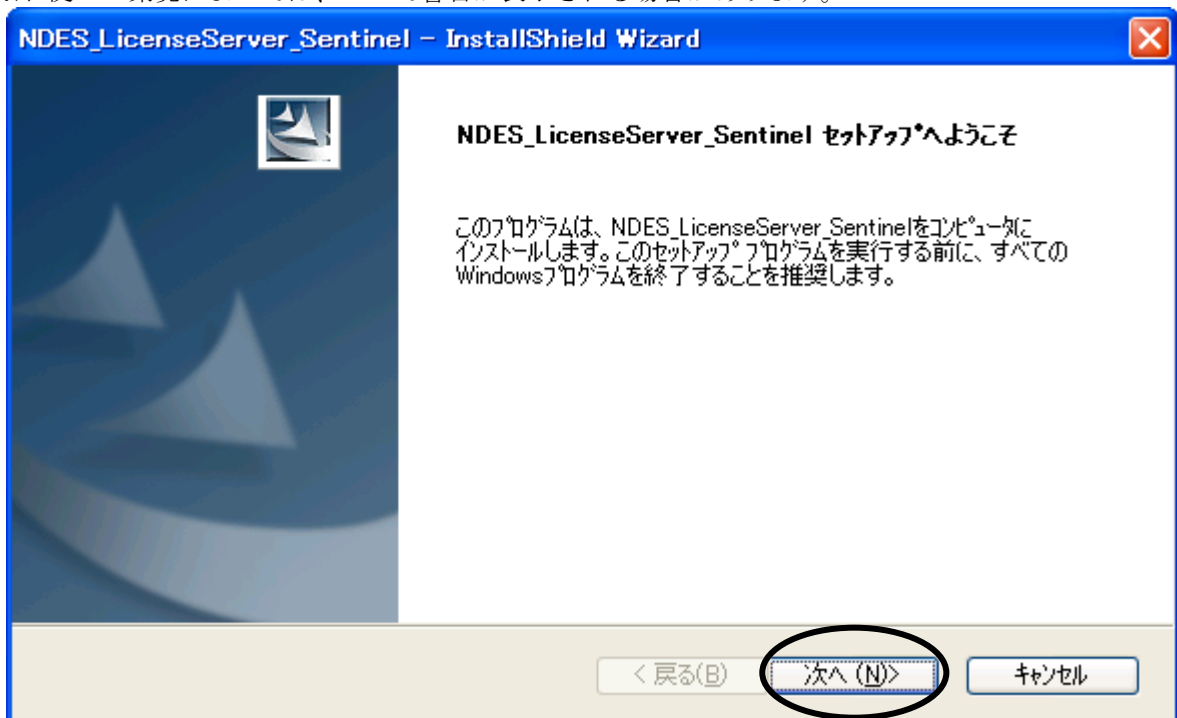 NDES_LicenseServer_Sentinel - InstallShield Wizard
NDES_LicenseServer_Sentinel ｾｯﾄｱｯﾌﾟへようこそ
このﾌﾟﾛｸﾞﾗﾑは、NDES_LicenseServer_Sentinelをｺﾝﾋﾟｭｰﾀに
インストールします。このｾｯﾄｱｯﾌﾟ ﾌﾟﾛｸﾞﾗﾑを実行する前に、すべての
Windowsﾌﾟﾛｸﾞﾗﾑを終了することを推奨します。
< 戻る(B)
次へ (N)>
ｷｬﾝｾﾙ